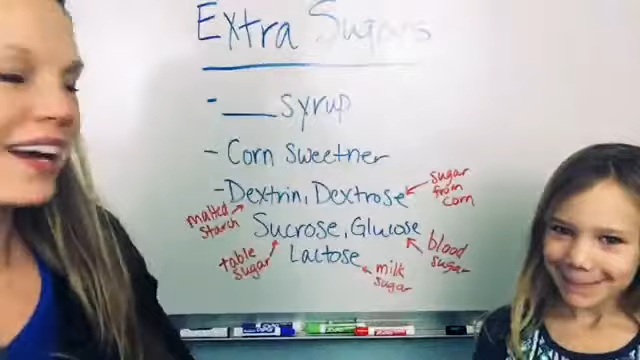 Extra Sugars
- ____ syrup
- Corn Sweetner
- Dextrin, Dextrose
sugar from corn
malted starch
Sucrose, Glucose
table sugar
blood sugar
Lactose
milk sugar